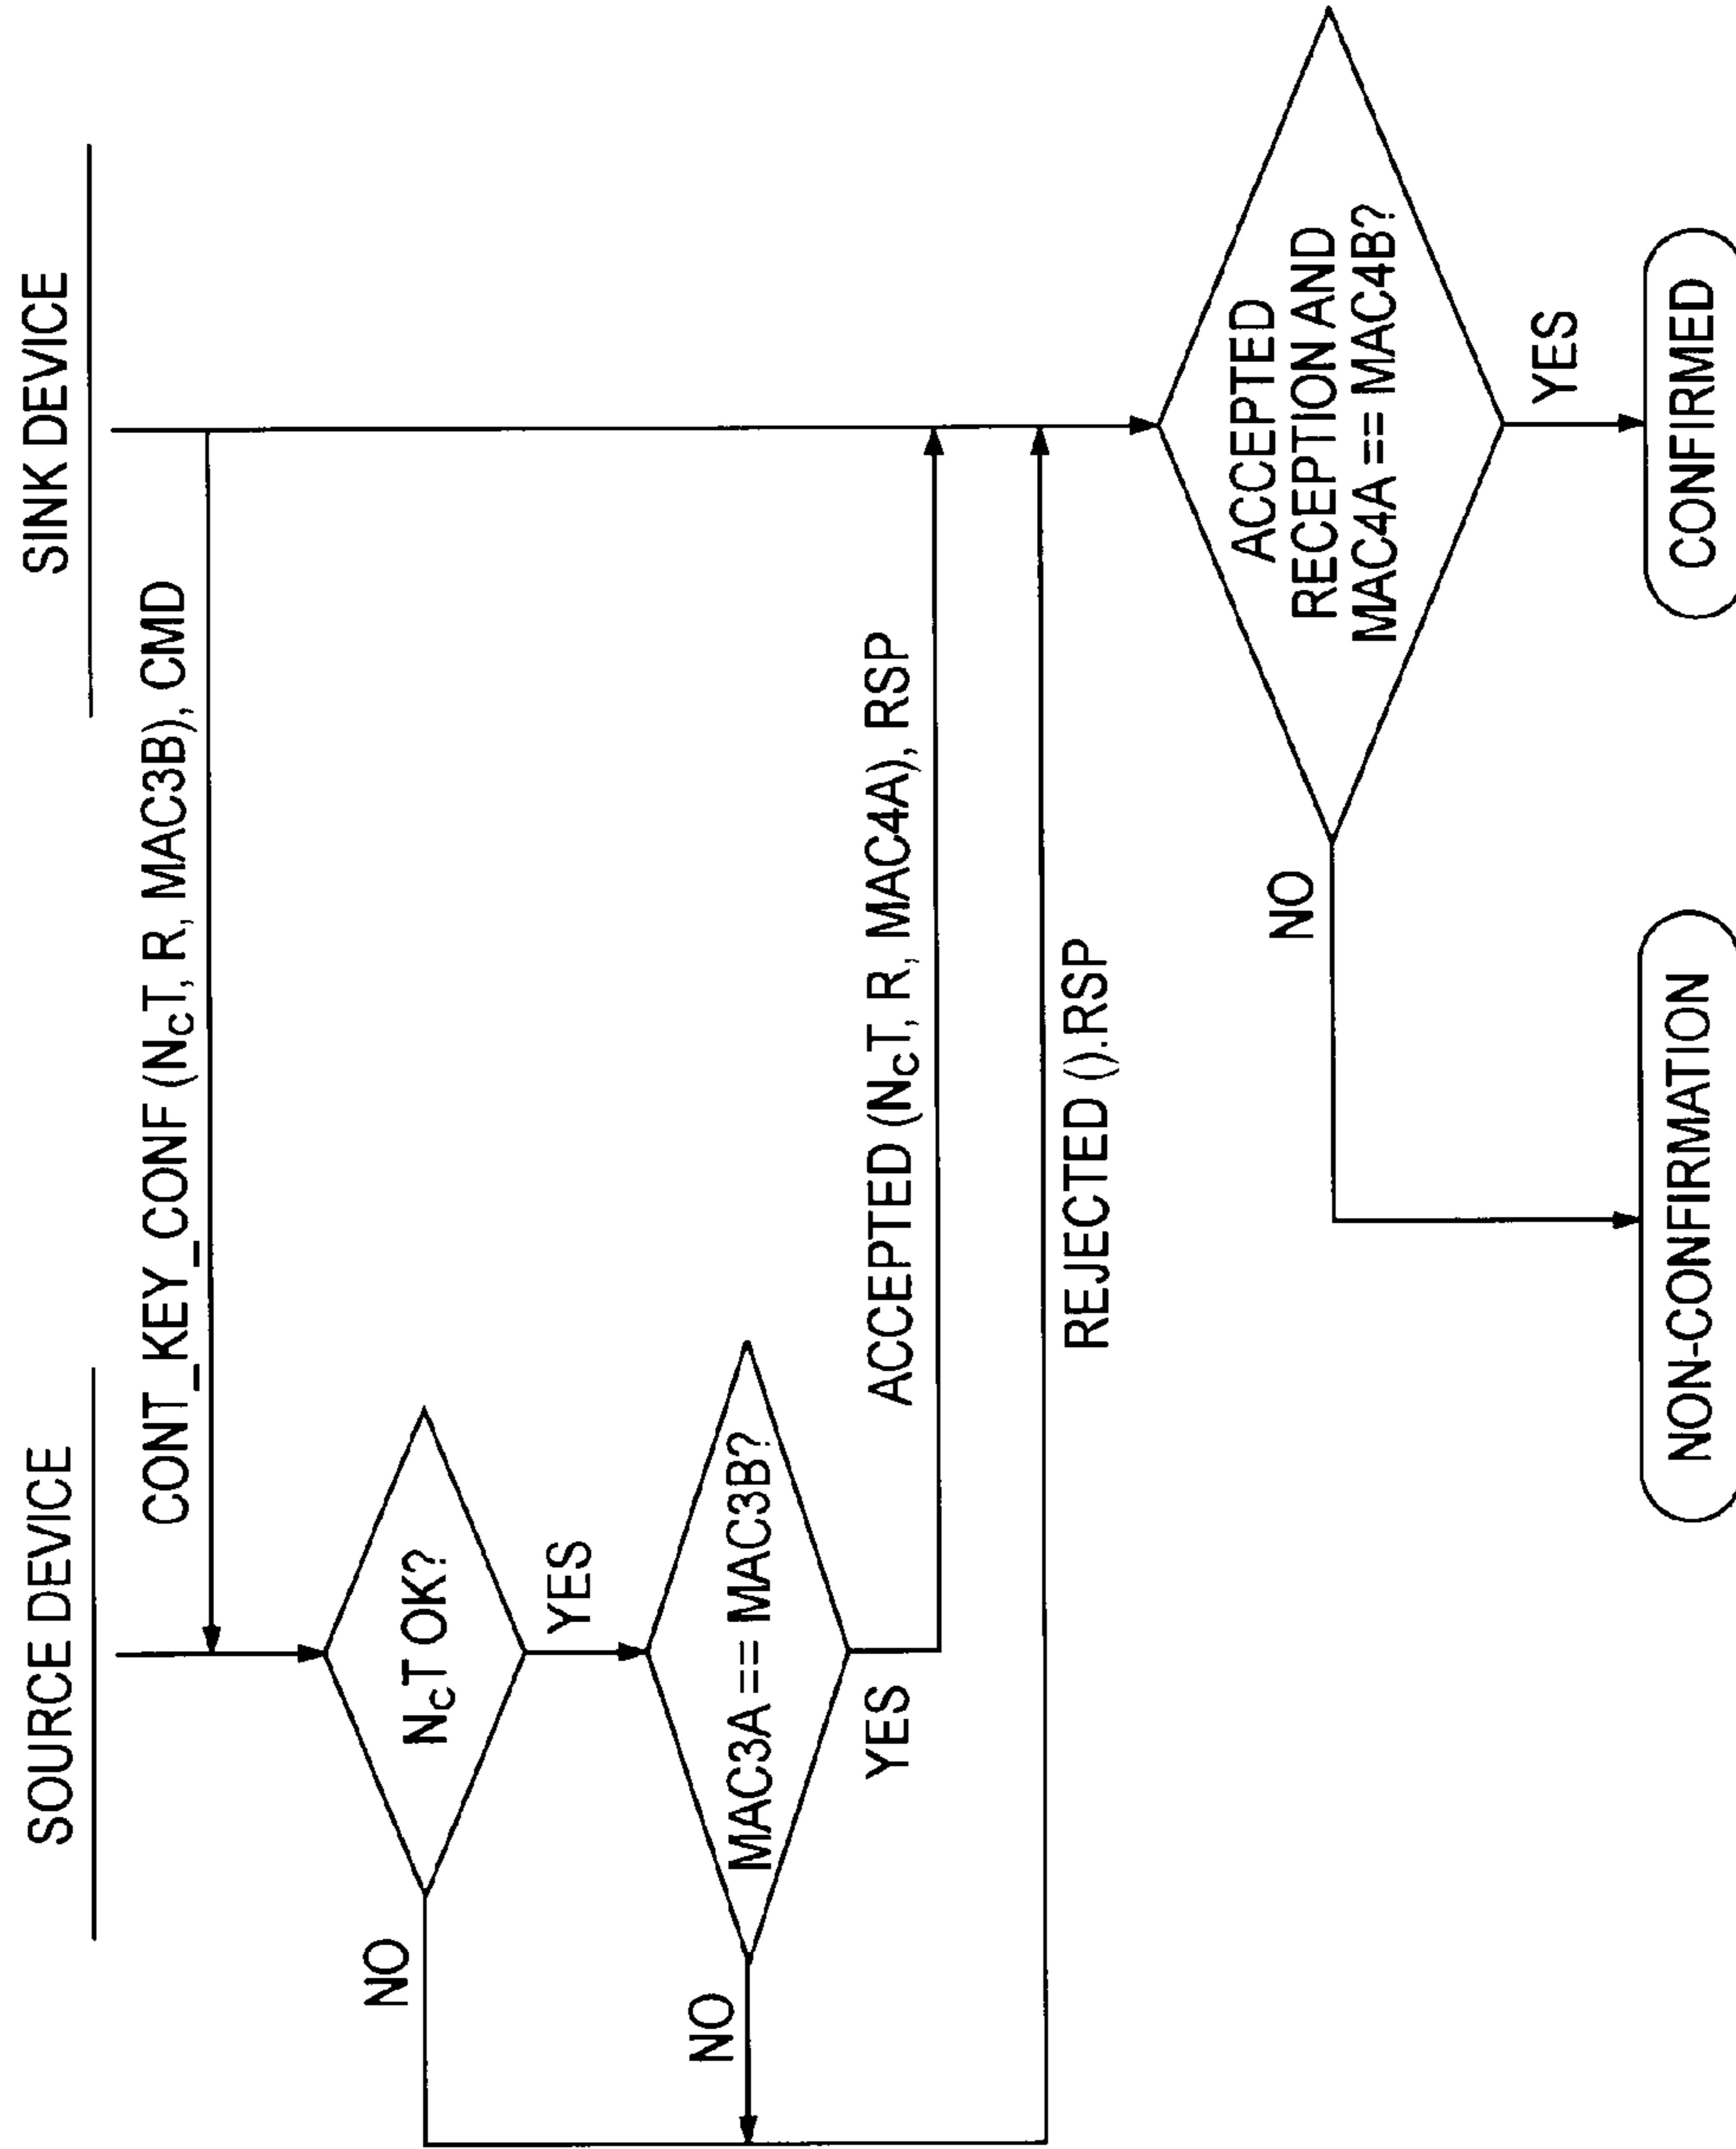 SOURCE DEVICE
SINK DEVICE
CONT_KEY_CONF (NcT, R, MAC3B), CMD
NcT OK?
NO
YES
MAC3A == MAC3B?
NO
YES
ACCEPTED (NcT, R, MAC4A), RSP
REJECTED ().RSP
ACCEPTED
RECEPTION AND
MAC4A == MAC4B?
NO
YES
NON-CONFIRMATION
CONFIRMED